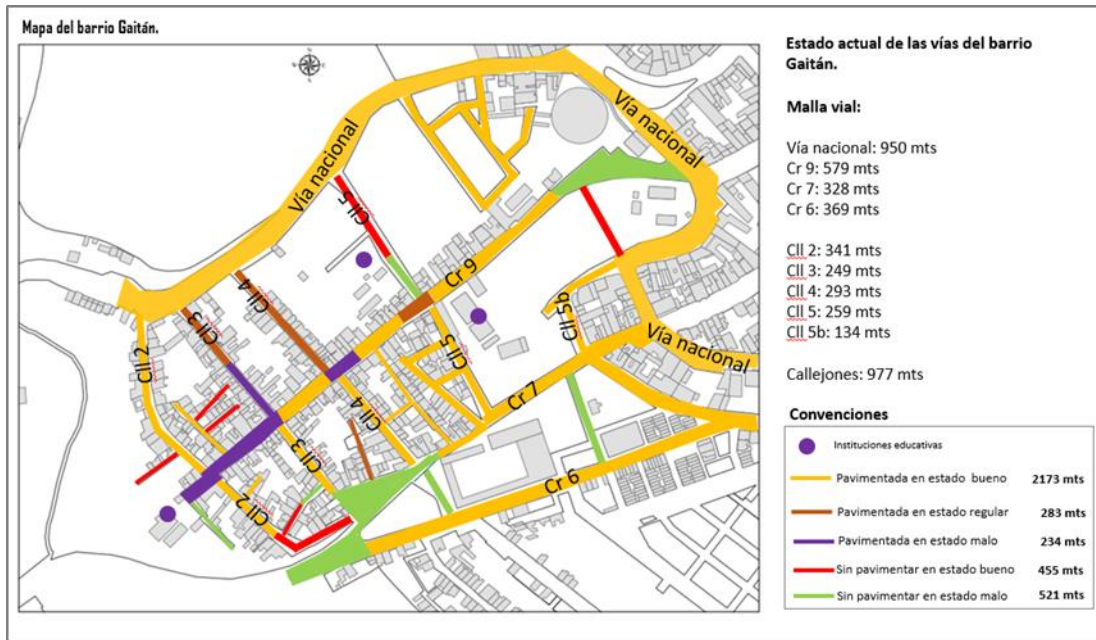 Mapa del barrio Gaitán.
Vía nacional
Vía nacional
Vía nacional
Cll 5
Cr 9
Cll 4
Cll 3
Cll 2
Cll 5b
Cll 5
Cr 7
Cll 4
Cll 3
Cr 6
Cll 2
Estado actual de las vías del barrio
Gaitán.
Malla vial:
Vía nacional: 950 mts
Cr 9: 579 mts
Cr 7: 328 mts
Cr 6: 369 mts
Cll 2: 341 mts
Cll 3: 249 mts
Cll 4: 293 mts
Cll 5: 259 mts
Cll 5b: 134 mts
Callejones: 977 mts
Convenciones
Instituciones educativas
Pavimentada en estado bueno 2173 mts
Pavimentada en estado regular 283 mts
Pavimentada en estado malo 234 mts
Sin pavimentar en estado bueno 455 mts
Sin pavimentar en estado malo 521 mts